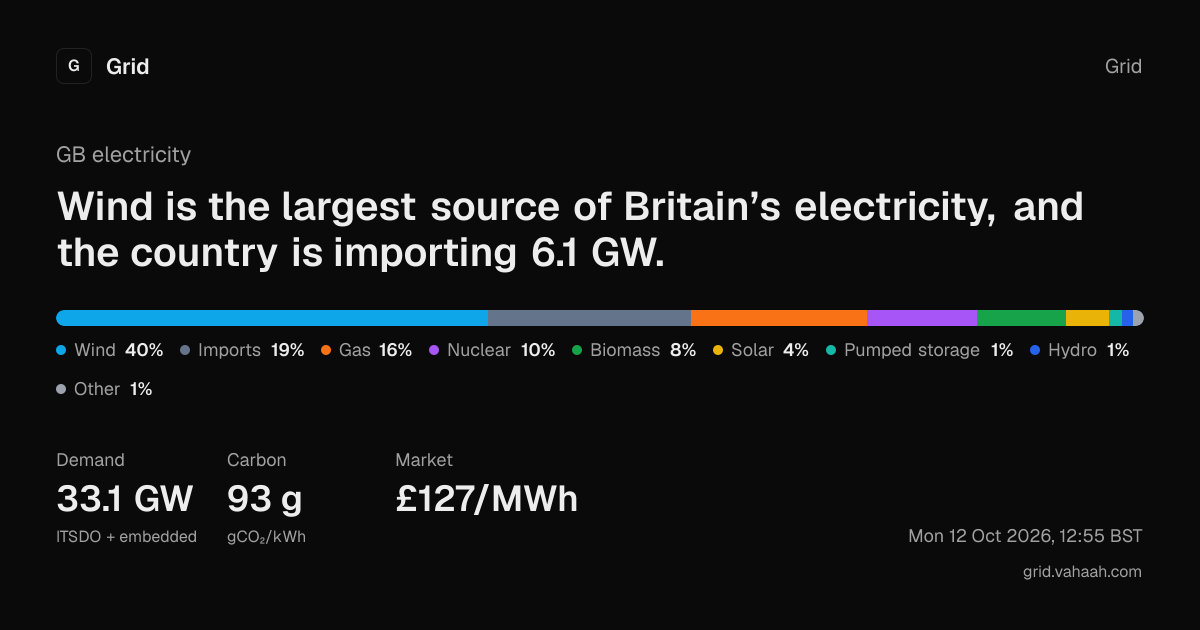 G Grid Grid
GB electricity
Wind is the largest source of Britain’s electricity, and
the country is importing 6.1 GW.
Wind 40% Imports 19% Gas 16% Nuclear 10% Biomass 8% Solar 4% Pumped storage 1% Hydro 1%
Other 1%
Demand Carbon Market
33.1 GW 93 g £127/MWh
ITSDO + embedded gCO₂/kWh Mon 12 Oct 2026, 12:55 BST
grid.vahaah.com